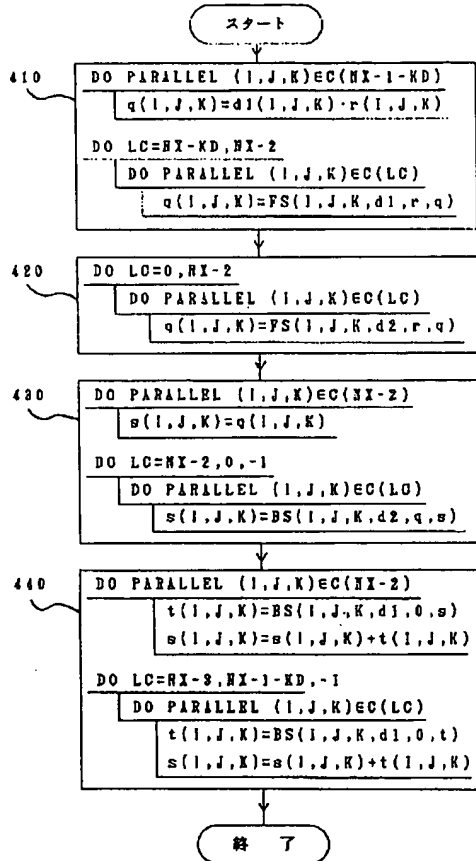 スタート
410
DO PARALLEL (I,J,K)∈C(NX-1-KD)
q(I,J,K)=d1(I,J,K)・r(I,J,K)
DO LC=NX-KD,NX-2
DO PARALLEL (I,J,K)∈C(LC)
q(I,J,K)=FS(I,J,K,d1,r,q)
420
DO LC=0,NX-2
DO PARALLEL (I,J,K)∈C(LC)
q(I,J,K)=FS(I,J,K,d2,r,q)
430
DO PARALLEL (I,J,K)∈C(NX-2)
s(I,J,K)=q(I,J,K)
DO LC=NX-2,0,-1
DO PARALLEL (I,J,K)∈C(LC)
s(I,J,K)=BS(I,J,K,d2,q,s)
440
DO PARALLEL (I,J,K)∈C(NX-2)
t(I,J,K)=BS(I,J,K,d1,0,s)
s(I,J,K)=s(I,J,K)+t(I,J,K)
DO LC=NX-3,NX-1-KD,-1
DO PARALLEL (I,J,K)∈C(LC)
t(I,J,K)=BS(I,J,K,d1,0,t)
s(I,J,K)=s(I,J,K)+t(I,J,K)
終 了